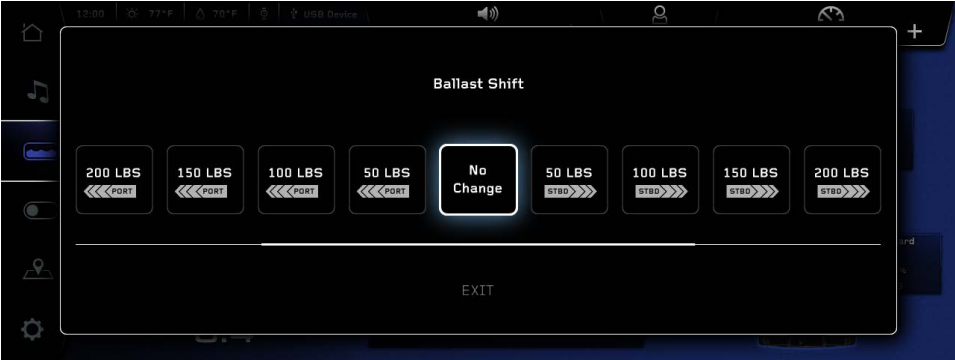 12:00 77°F 70°F USB Device
Ballast Shift
200 LBS 150 LBS 100 LBS 50 LBS No Change 50 LBS 100 LBS 150 LBS 200 LBS
PORT PORT PORT PORT STBD STBD STBD STBD
EXIT